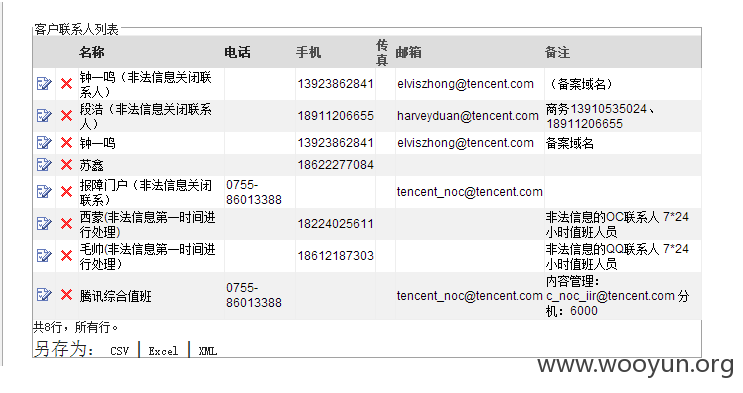 客户联系人列表
名称 电话 手机 传真 邮箱 备注
钟一鸣（非法信息关闭联系人） 13923862841 elviszhong@tencent.com （备案域名）
段浩（非法信息关闭联系人） 18911206655 harveyduan@tencent.com 商务13910535024、18911206655
钟一鸣 13923862841 elviszhong@tencent.com 备案域名
苏鑫 18622277084
报障门户（非法信息关闭联系） 0755-86013388 tencent_noc@tencent.com
西蒙(非法信息第一时间进行处理) 18224025611 非法信息的OC联系人 7*24小时值班人员
毛帅(非法信息第一时间进行处理） 18612187303 非法信息的QQ联系人 7*24小时值班人员
腾讯综合值班 0755-86013388 tencent_noc@tencent.com 内容管理：c_noc_iir@tencent.com 分机：6000
共8行，所有行。
另存为： CSV | Excel | XML
www.wooyun.org